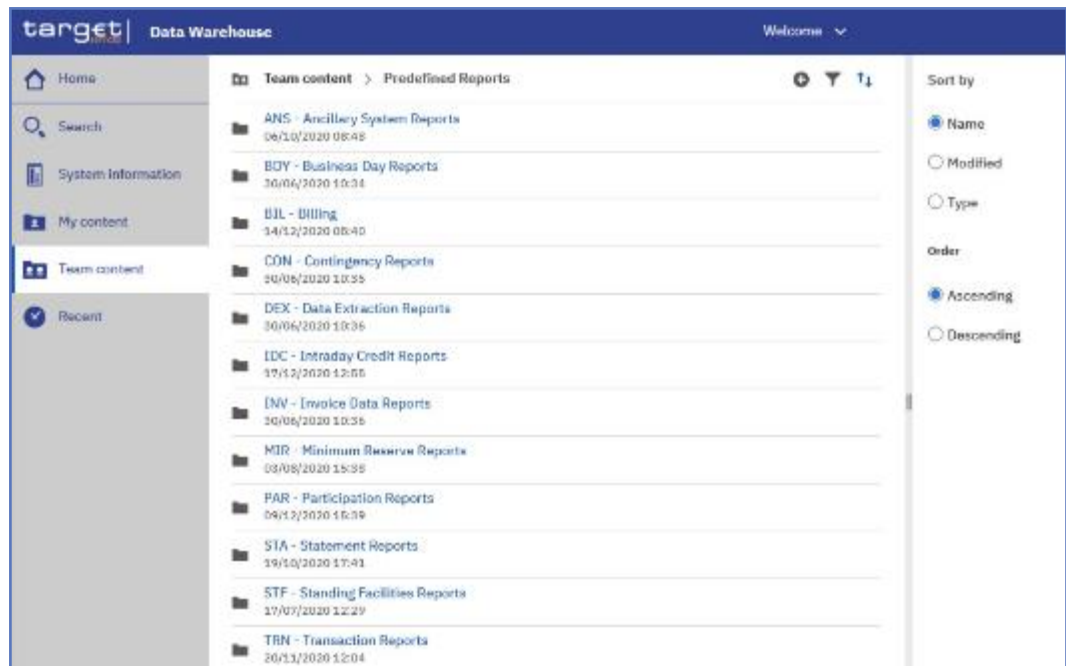 target| Data Warehouse
Welcome
Home
Search
System information
My content
Team content
Recent
Team content > Predefined Reports
ANS - Ancillary System Reports
06/10/2020 08:48
BDY - Business Day Reports
30/06/2020 10:34
BIL - Billing
14/12/2020 08:40
CON - Contingency Reports
30/06/2020 10:35
DEX - Data Extraction Reports
30/06/2020 10:36
IDC - Intraday Credit Reports
17/12/2020 12:55
INV - Invoice Data Reports
30/06/2020 10:36
MIR - Minimum Reserve Reports
03/08/2020
PAR - Participation Reports
09/12/2020
STA - Statement Reports
19/10/2020 17:41
STF - Standing Facilities Reports
17/07/2020 12:29
TRN - Transaction Reports
20/11/2020 12:04
Sort by
Name
Modified
Type
Order
Ascending
Descending